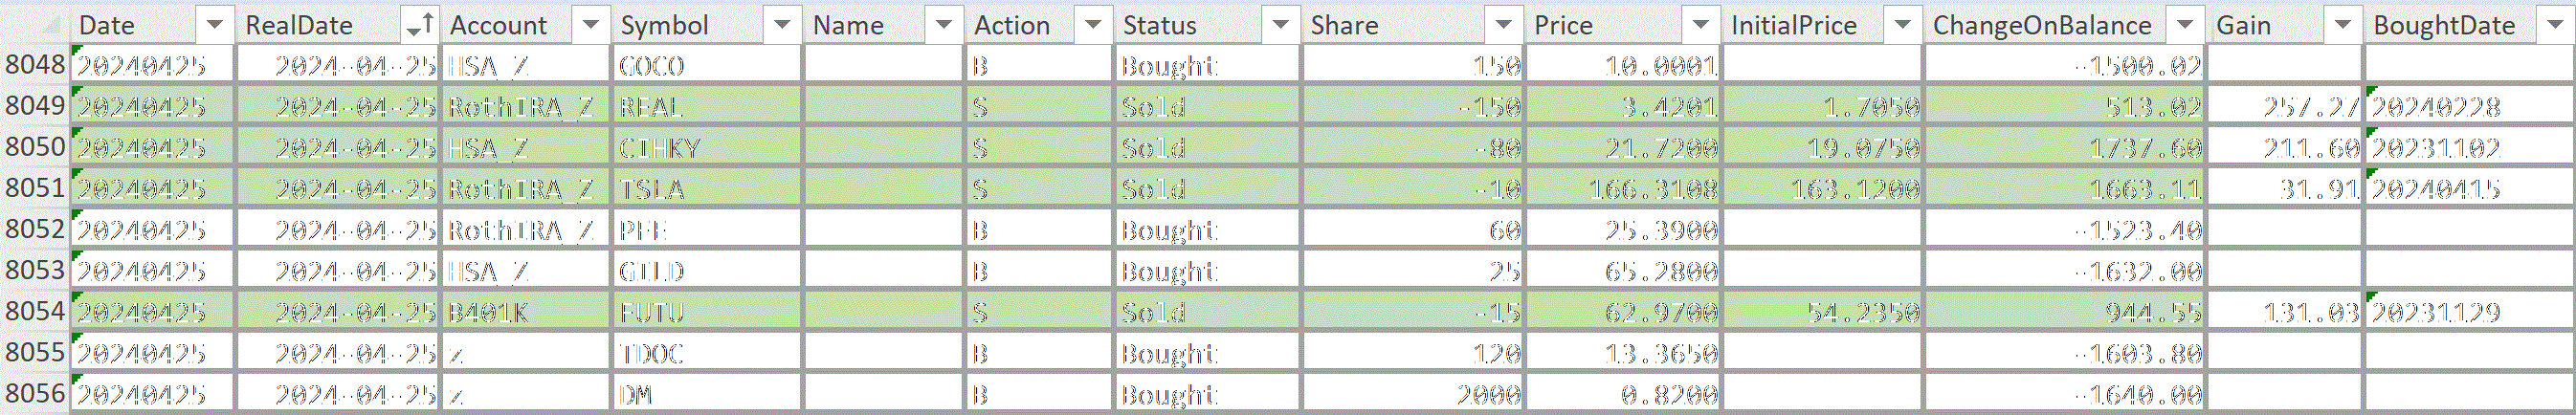 Date RealDate Account Symbol Name Action Status Share Price InitialPrice ChangeOnBalance Gain BoughtDate
8048 20240425 2024-04-25 HSA_Z GOCO B Bought 150 10.0001 -1500.02
8049 20240425 2024-04-25 RothIRA_Z REAL S Sold -150 3.4201 1.7050 513.02 257.27 20240228
8050 20240425 2024-04-25 HSA_Z CIHKY S Sold -80 21.7200 19.0750 1737.60 211.60 20231102
8051 20240425 2024-04-25 RothIRA_Z TSLA S Sold -10 166.3108 163.1200 1663.11 31.91 20240415
8052 20240425 2024-04-25 RothIRA_Z PFE B Bought 60 25.3900 -1523.40
8053 20240425 2024-04-25 HSA_Z GILD B Bought 25 65.2800 -1632.00
8054 20240425 2024-04-25 B401K FUTU S Sold -15 62.9700 54.2350 944.55 131.03 20231129
8055 20240425 2024-04-25 z TDOC B Bought 120 13.3650 -1603.80
8056 20240425 2024-04-25 z DM B Bought 2000 0.8200 -1640.00